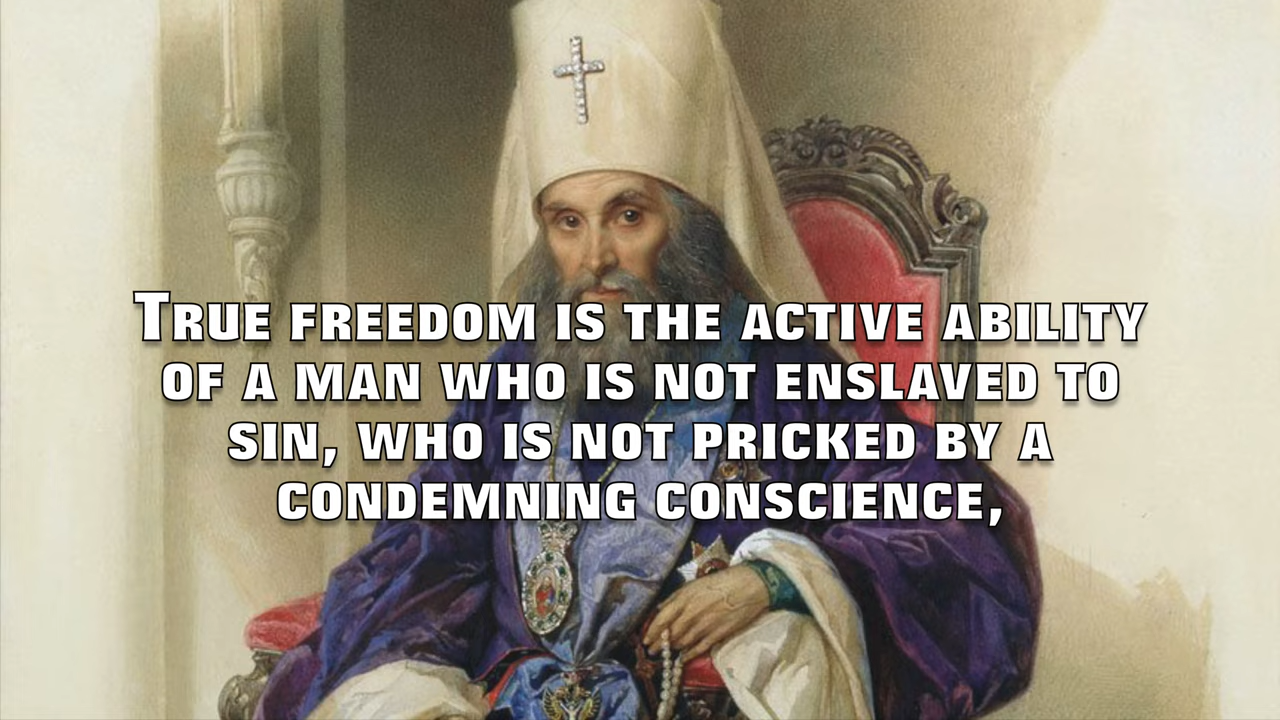 True freedom is the active ability
of a man who is not enslaved to
sin, who is not pricked by a
condemning conscience,